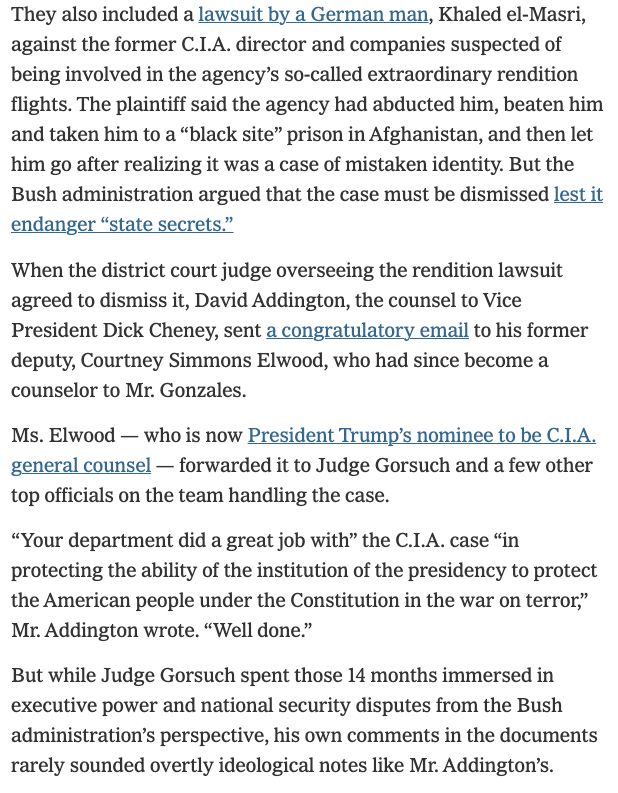 They also included a lawsuit by a German man, Khaled el-Masri,
against the former C.I.A. director and companies suspected of
being involved in the agency’s so-called extraordinary rendition
flights. The plaintiff said the agency had abducted him, beaten him
and taken him to a “black site” prison in Afghanistan, and then let
him go after realizing it was a case of mistaken identity. But the
Bush administration argued that the case must be dismissed lest it
endanger “state secrets.”
When the district court judge overseeing the rendition lawsuit
agreed to dismiss it, David Addington, the counsel to Vice
President Dick Cheney, sent a congratulatory email to his former
deputy, Courtney Simmons Elwood, who had since become a
counselor to Mr. Gonzales.
Ms. Elwood — who is now President Trump’s nominee to be C.I.A.
general counsel — forwarded it to Judge Gorsuch and a few other
top officials on the team handling the case.
“Your department did a great job with” the C.I.A. case “in
protecting the ability of the institution of the presidency to protect
the American people under the Constitution in the war on terror,”
Mr. Addington wrote. “Well done.”
But while Judge Gorsuch spent those 14 months immersed in
executive power and national security disputes from the Bush
administration’s perspective, his own comments in the documents
rarely sounded overtly ideological notes like Mr. Addington’s.